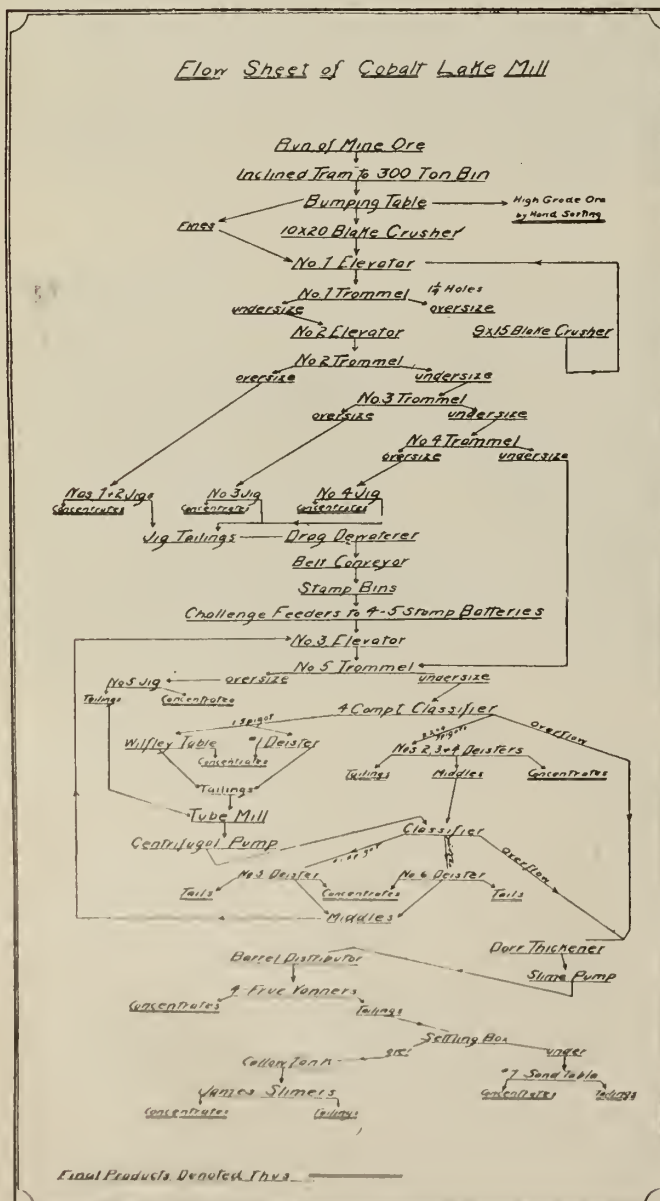 Flow Sheet of Cobalt Lake Mill
Run of Mine Ore
Inclined Tram to 300 Ton Bin
Bumping Table
High Grade Ore
by Hand Sorting
Fines
10x20 Blake Crusher
No.1 Elevator
No.1 Trommel
1¼ Holes
undersize
oversize
No 2 Elevator
9x15 Blake Crusher
No 2 Trommel
oversize
undersize
No.3 Trommel
oversize
undersize
No 4 Trommel
oversize
undersize
Nos 1+2 Jigs
No 3 Jig
No 4 Jig
Concentrates
Concentrates
Concentrates
Jig Tailings
Drag Dewaterer
Belt Conveyor
Stamp Bins
Challenge Feeders to 4-5 Stamp Batteries
No.3 Elevator
No 5 Trommel
No 5 Jig
oversize
undersize
Tailings
Concentrates
4 Compt Classifier
1 spigot
spigots
Overflow
Wilfley Table
#1 Deister
Nos 2, 3+4 Deisters
Concentrates
Tailings
Middles
Concentrates
Tailings
Tube Mill
Classifier
Centrifugal Pump
Overflow
No 5 Deister
No 6 Deister
Tails
Concentrates
Tails
Middles
Dorr Thickener
Barrel Distributor
Slime Pump
4 Frue Vanners
Concentrates
Tailings
Settling Box
over
under
Callow Tank
#7 Sand Table
James Slimers
Concentrates
Tailings
Concentrates
Tailings
Final Products Denoted Thus